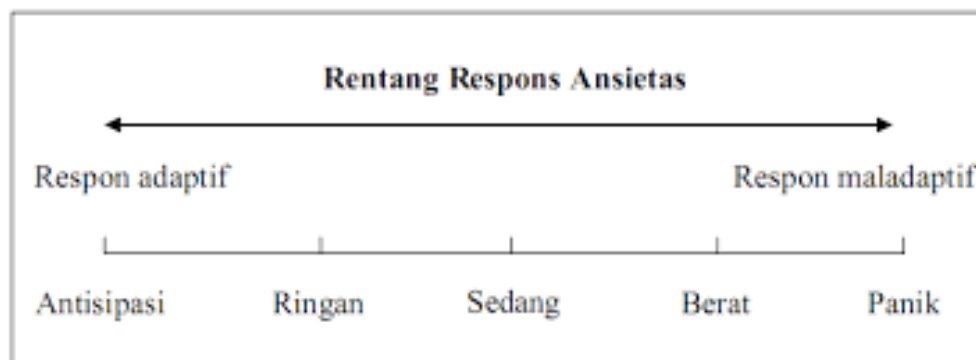 Rentang Respons Ansietas
Respon adaptif Respon maladaptif
Antisipasi Ringan Sedang Berat Panik